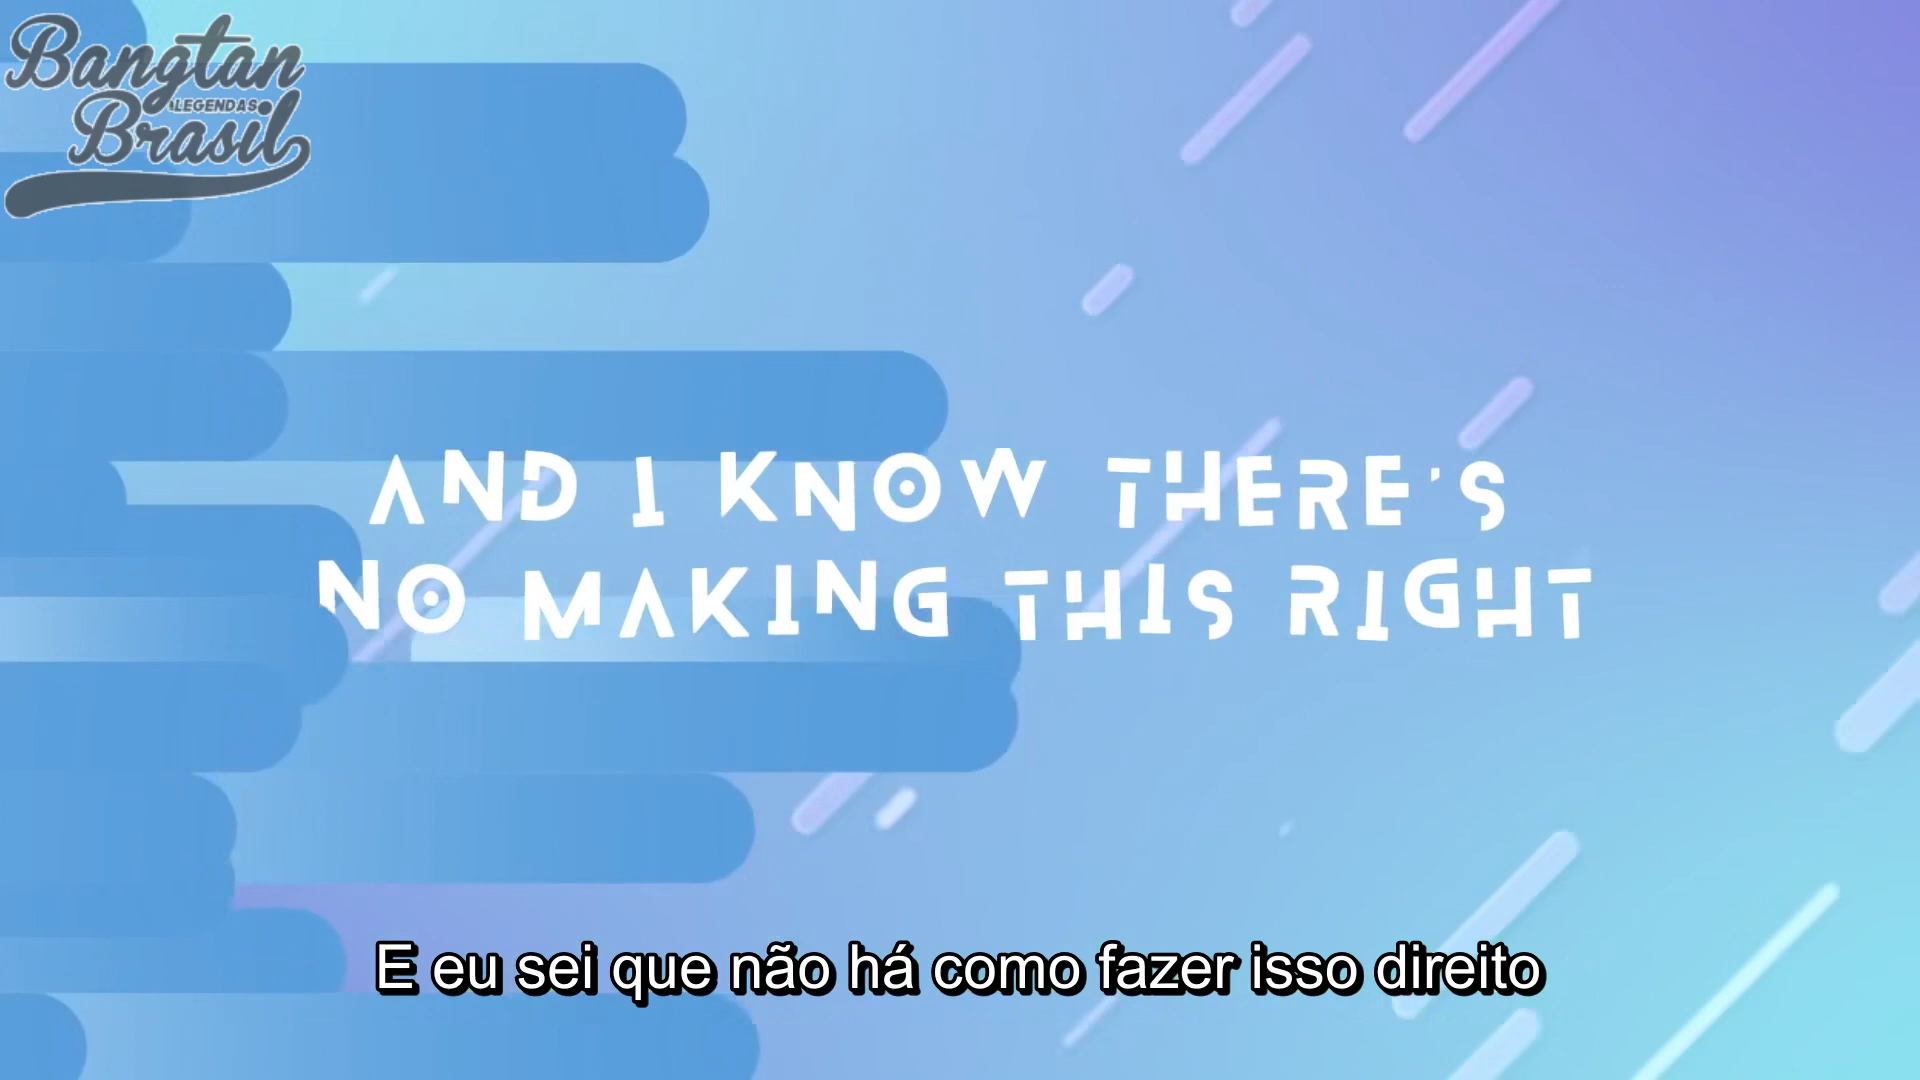 Bangtan
LEGENDAS
Brasil
AND I KNOW THERE'S
NO MAKING THIS RIGHT
E eu sei que não há como fazer isso direito